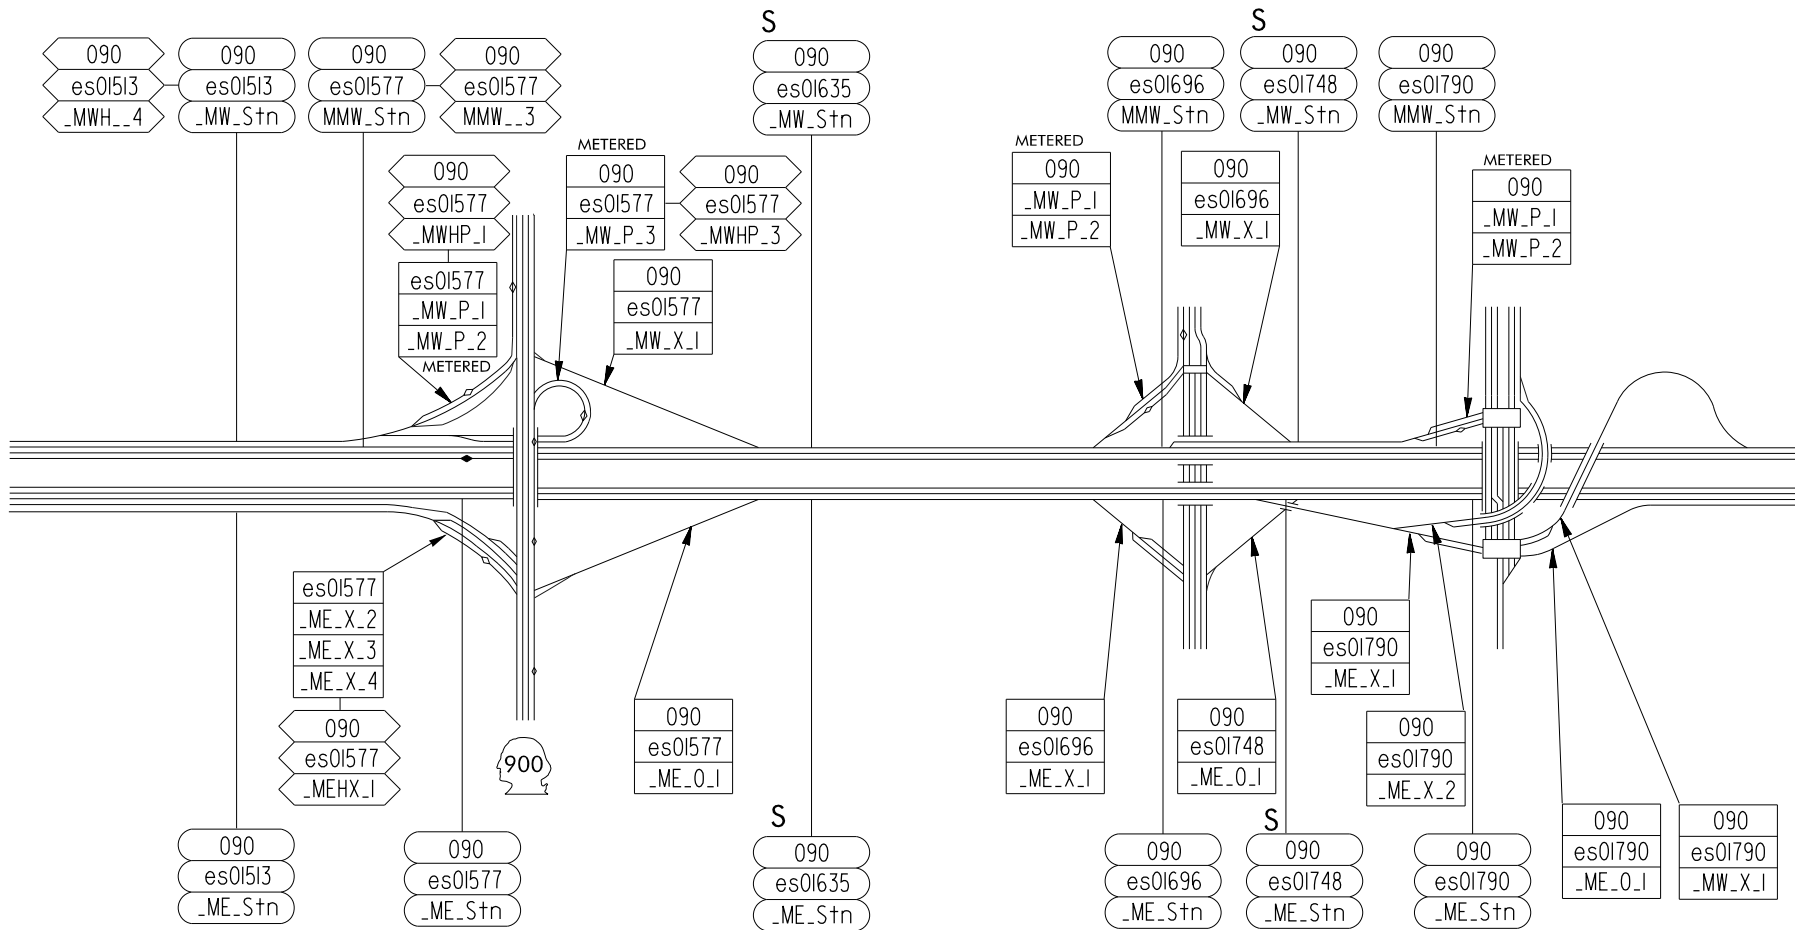 S
S
090
es01513
_MWH__4
090
es01513
_MW_Stn
090
es01577
MMW_Stn
090
es01577
MMW__3
090
es01635
_MW_Stn
090
es01696
MMW_Stn
090
es01748
_MW_Stn
090
es01790
MMW_Stn
090
es01577
_MWHP_1
es01577
_MW_P_1
_MW_P_2
METERED
METERED
090
es01577
_MW_P_3
090
es01577
_MWHP_3
090
es01577
_MW_X_1
METERED
090
_MW_P_1
_MW_P_2
090
es01696
_MW_X_1
METERED
090
_MW_P_1
_MW_P_2
es01577
_ME_X_2
_ME_X_3
_ME_X_4
090
es01577
_MEHX_1
900
090
es01577
_ME_O_1
090
es01696
_ME_X_1
090
es01748
_ME_O_1
090
es01790
_ME_X_1
090
es01790
_ME_X_2
090
es01790
_ME_O_1
090
es01790
_MW_X_1
S
S
090
es01513
_ME_Stn
090
es01577
_ME_Stn
090
es01635
_ME_Stn
090
es01696
_ME_Stn
090
es01748
_ME_Stn
090
es01790
_ME_Stn